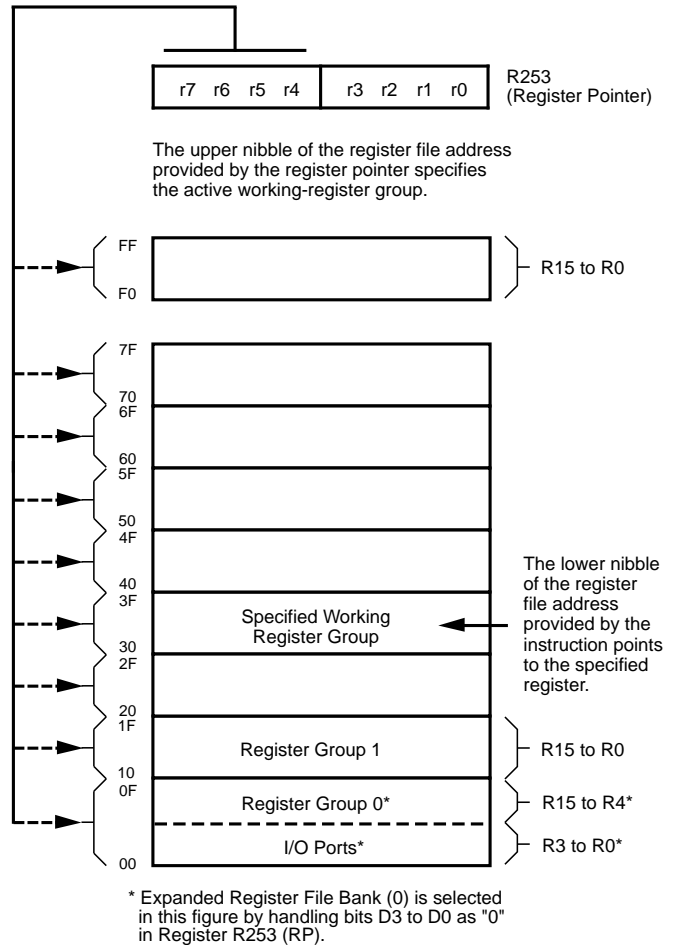 r7 r6 r5 r4 r3 r2 r1 r0
R253
(Register Pointer)
The upper nibble of the register file address
provided by the register pointer specifies
the active working-register group.
FF
F0
R15 to R0
7F
70
6F
60
5F
50
4F
40
3F
Specified Working
Register Group
The lower nibble
of the register
file address
provided by the
instruction points
to the specified
register.
30
2F
20
1F
Register Group 1
R15 to R0
10
0F
Register Group 0*
R15 to R4*
I/O Ports*
R3 to R0*
00
* Expanded Register File Bank (0) is selected
in this figure by handling bits D3 to D0 as "0"
in Register R253 (RP).